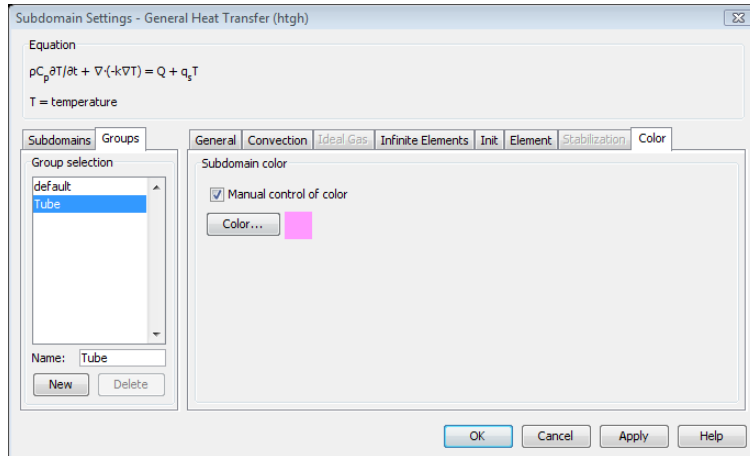 Subdomain Settings - General Heat Transfer (htgh)
Equation
ρCp∂T/∂t + ∇·(-k∇T) = Q + qsT
T = temperature
Subdomains Groups
General Convection Ideal Gas Infinite Elements Init Element Stabilization Color
Group selection
default
Tube
Name: Tube
New Delete
Subdomain color
Manual control of color
Color...
OK Cancel Apply Help